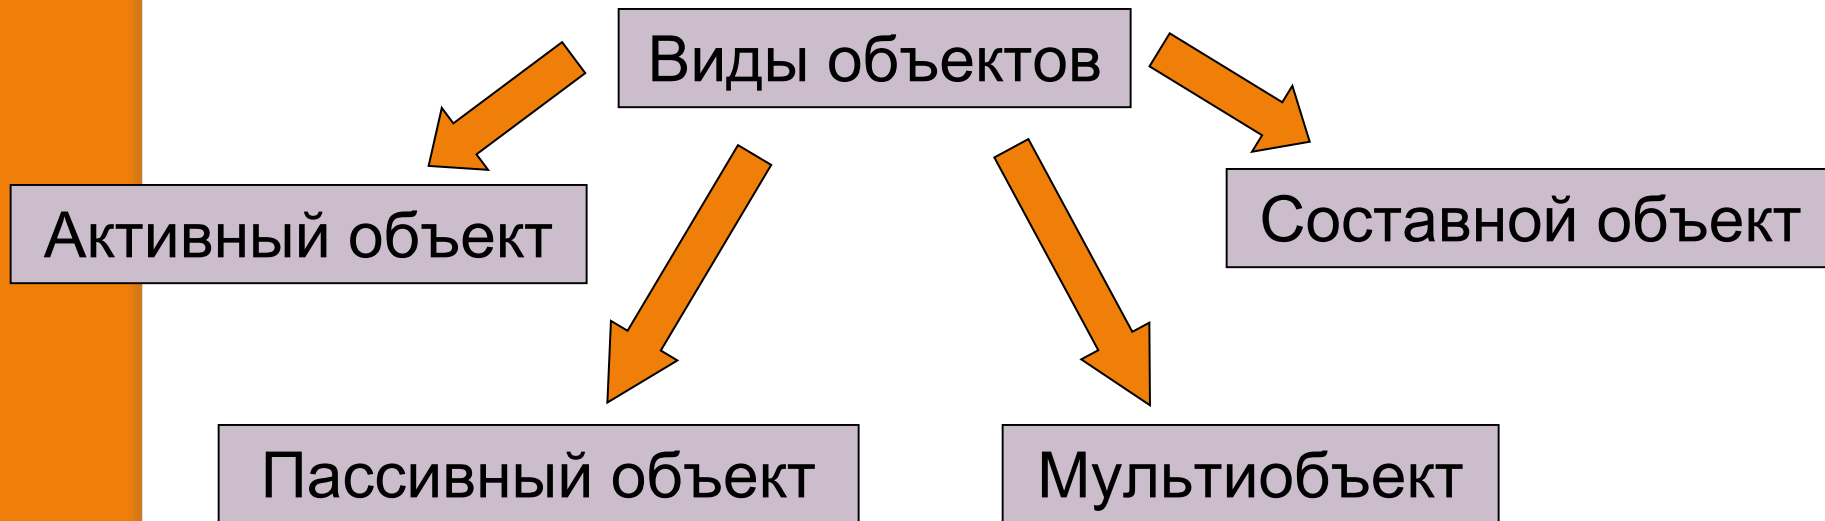 Виды объектов
Активный объект
Составной объект
Пассивный объект
Мультиобъект